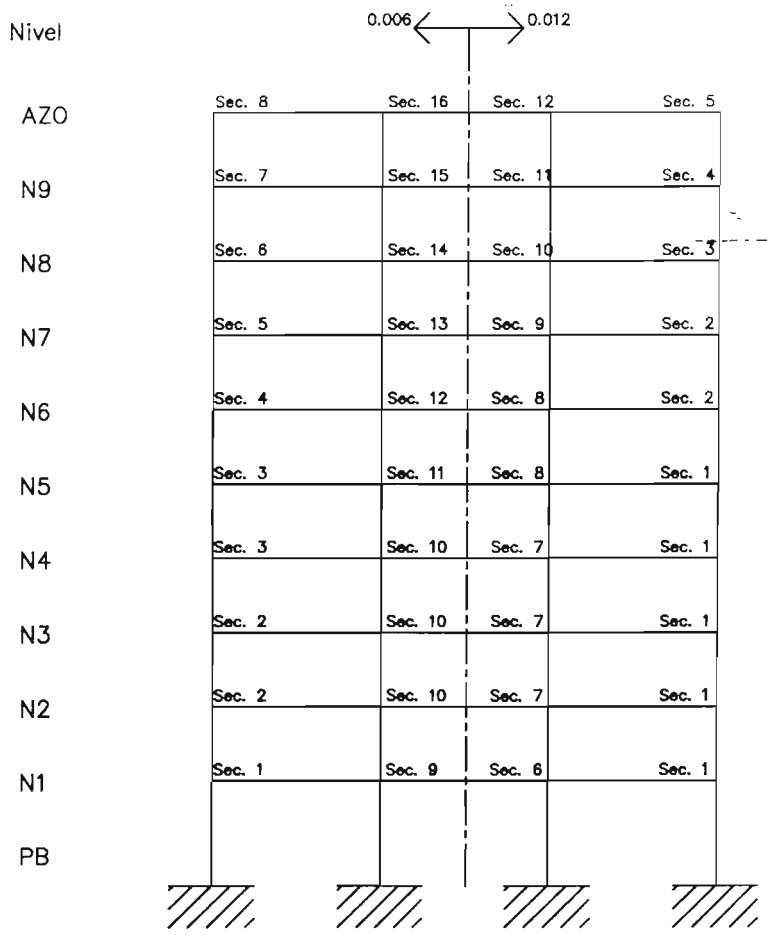 Nivel 0.006 0.012
AZO Sec. 8 Sec. 16 Sec. 12 Sec. 5
N9 Sec. 7 Sec. 15 Sec. 11 Sec. 4
N8 Sec. 6 Sec. 14 Sec. 10 Sec. 3
N7 Sec. 5 Sec. 13 Sec. 9 Sec. 2
N6 Sec. 4 Sec. 12 Sec. 8 Sec. 2
N5 Sec. 3 Sec. 11 Sec. 8 Sec. 1
N4 Sec. 3 Sec. 10 Sec. 7 Sec. 1
N3 Sec. 2 Sec. 10 Sec. 7 Sec. 1
N2 Sec. 2 Sec. 10 Sec. 7 Sec. 1
N1 Sec. 1 Sec. 9 Sec. 6 Sec. 1
PB